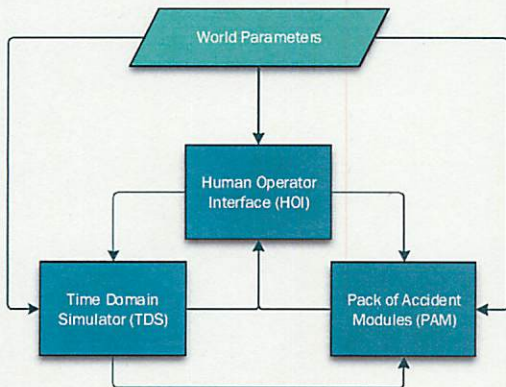 World Parameters
Human Operator
Interface (HOI)
Time Domain
Simulator (TDS)
Pack of Accident
Modules (PAM)